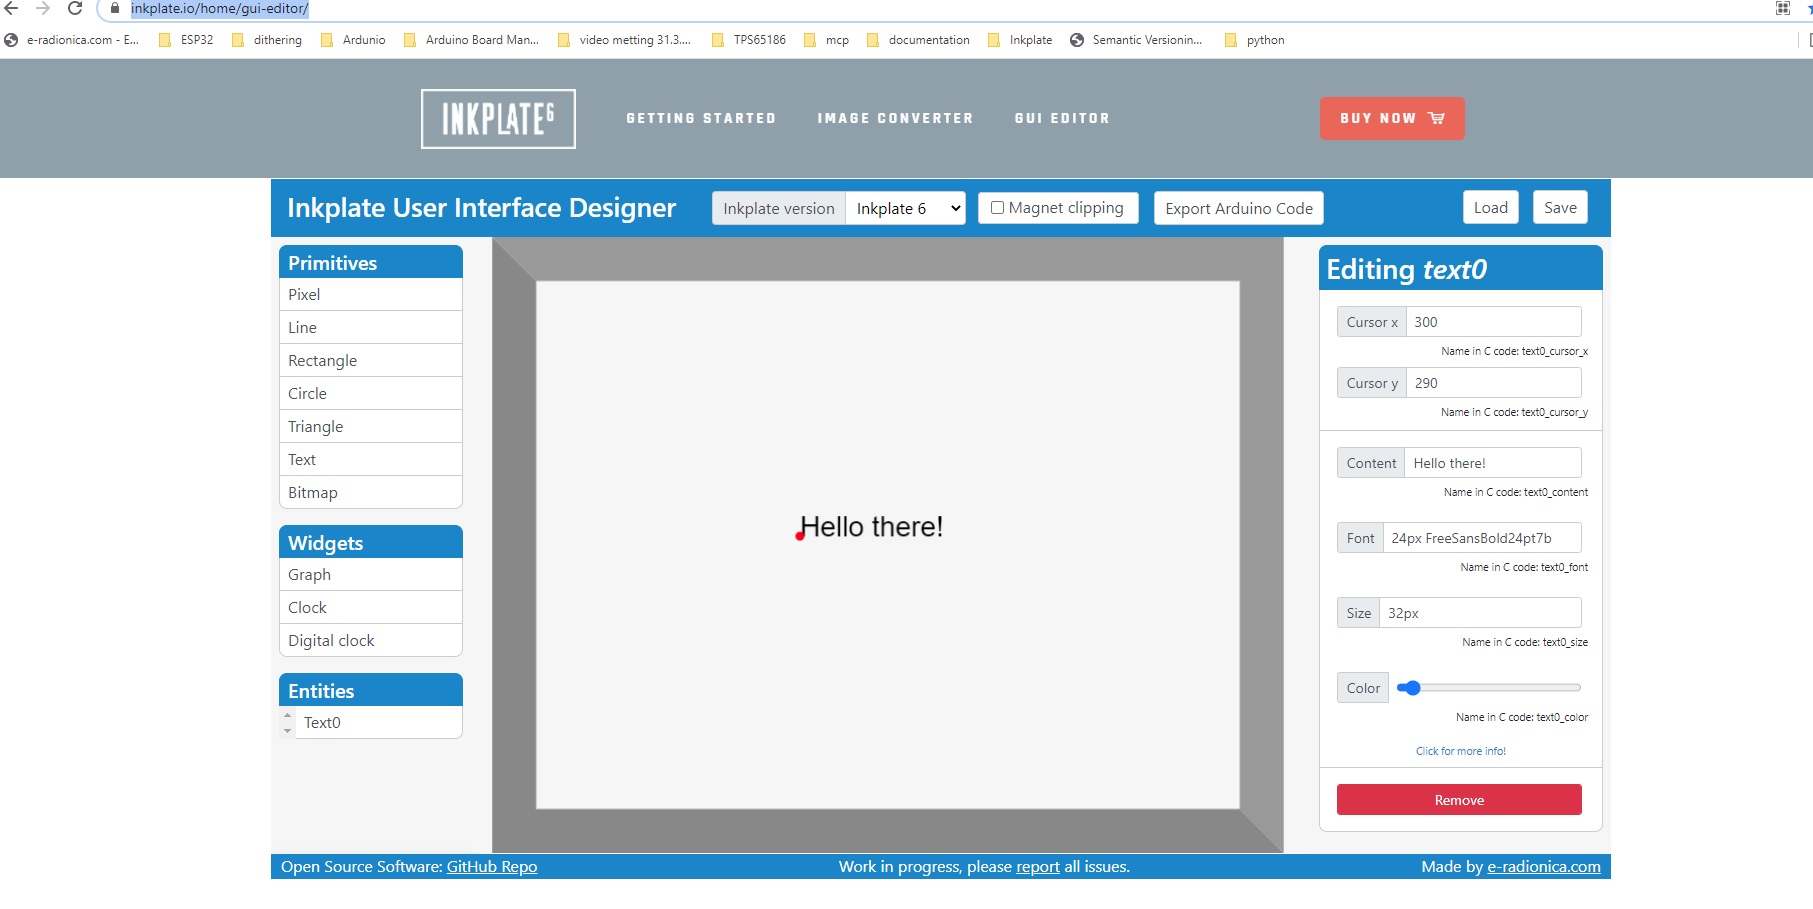 inkplate.io/home/gui-editor/
e-radionica.com - E... ESP32 dithering Ardunio Arduino Board Man... video metting 31.3.... TPS65186 mcp documentation Inkplate Semantic Versionin... python
INKPLATE6 GETTING STARTED IMAGE CONVERTER GUI EDITOR BUY NOW
Inkplate User Interface Designer Inkplate version Inkplate 6 Magnet clipping Export Arduino Code Load Save
Primitives
Pixel
Line
Rectangle
Circle
Triangle
Text
Bitmap
Widgets
Graph
Clock
Digital clock
Entities
Text0
Hello there!
Editing text0
Cursor x 300
Name in C code: text0_cursor_x
Cursor y 290
Name in C code: text0_cursor_y
Content Hello there!
Name in C code: text0_content
Font 24px FreeSansBold24pt7b
Name in C code: text0_font
Size 32px
Name in C code: text0_size
Color
Name in C code: text0_color
Click for more info!
Remove
Open Source Software: GitHub Repo Work in progress, please report all issues. Made by e-radionica.com